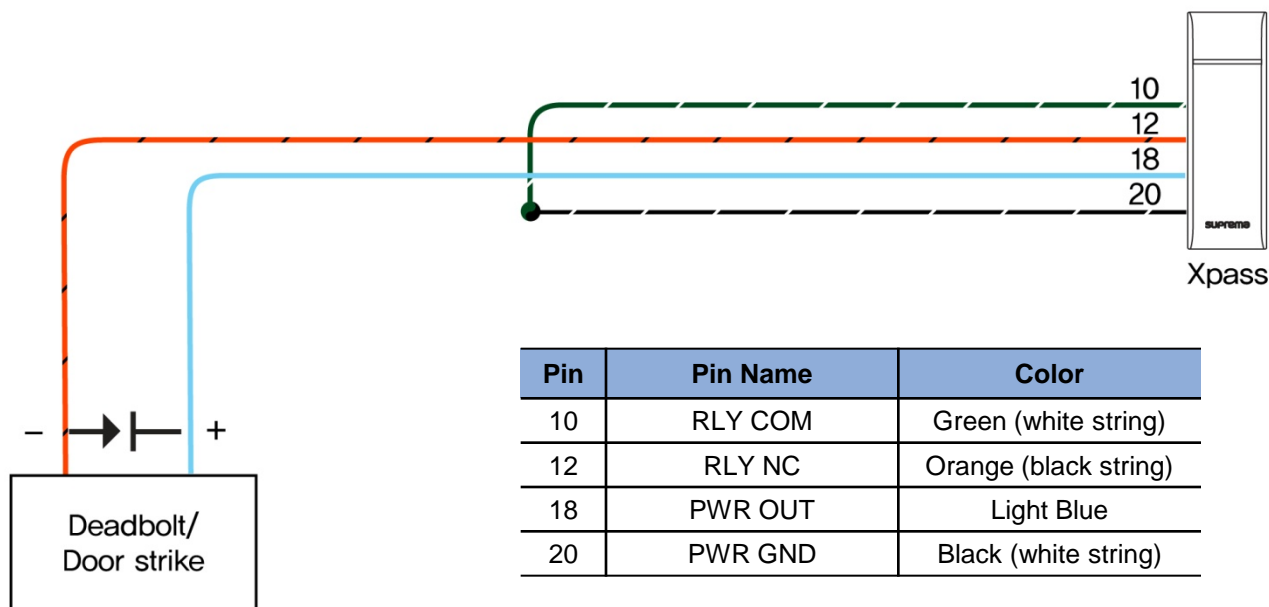 10
12
18
20
suprema
Xpass
Pin Pin Name Color
10 RLY COM Green (white string)
12 RLY NC Orange (black string)
18 PWR OUT Light Blue
20 PWR GND Black (white string)
– +
Deadbolt/
Door strike